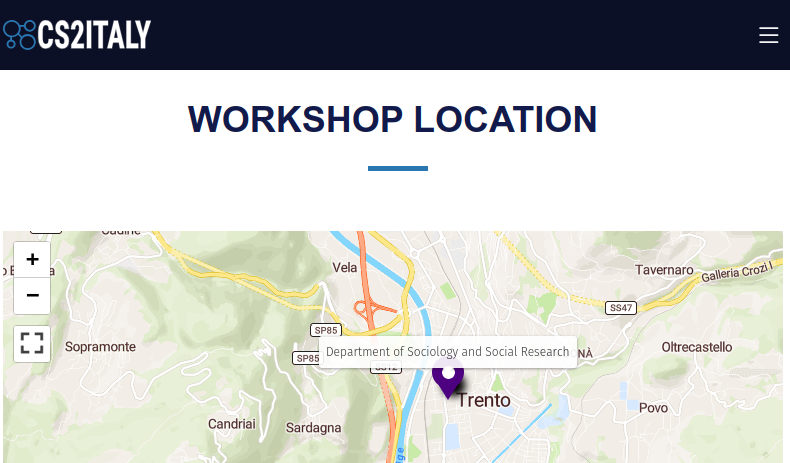 CS2ITALY
WORKSHOP LOCATION
+
−
Vela
Tavernaro
Galleria Crozi I
SS47
SP85
Sopramonte
SP85
Department of Sociology and Social Research
NÀ
Oltrecastello
Trento
Povo
Candriai
Sardagna